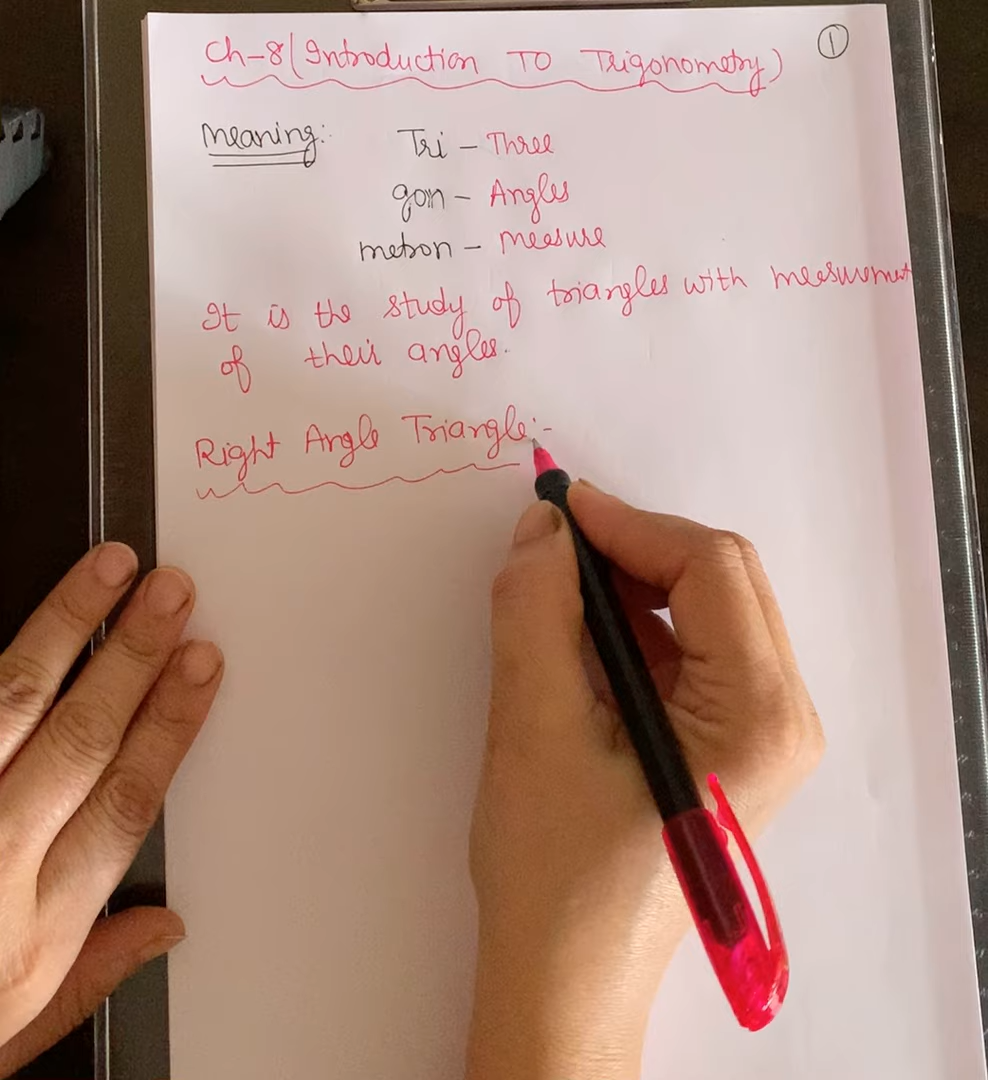 Ch-8(Introduction To Trigonometry)
1
Meaning:
Tri - Three
gon - Angles
metron - Measure
It is the study of triangles with measurement
of their angles.
Right Angle Triangle:-